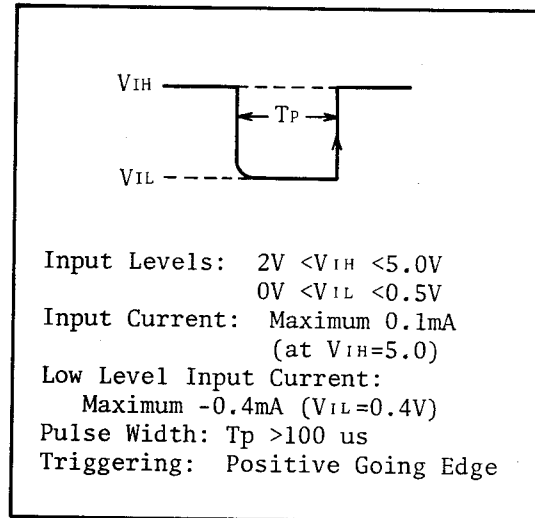 VIH
TP
VIL
Input Levels: 2V <VIH <5.0V
0V <VIL <0.5V
Input Current: Maximum 0.1mA
(at VIH=5.0)
Low Level Input Current:
Maximum -0.4mA (VIL=0.4V)
Pulse Width: Tp >100 us
Triggering: Positive Going Edge